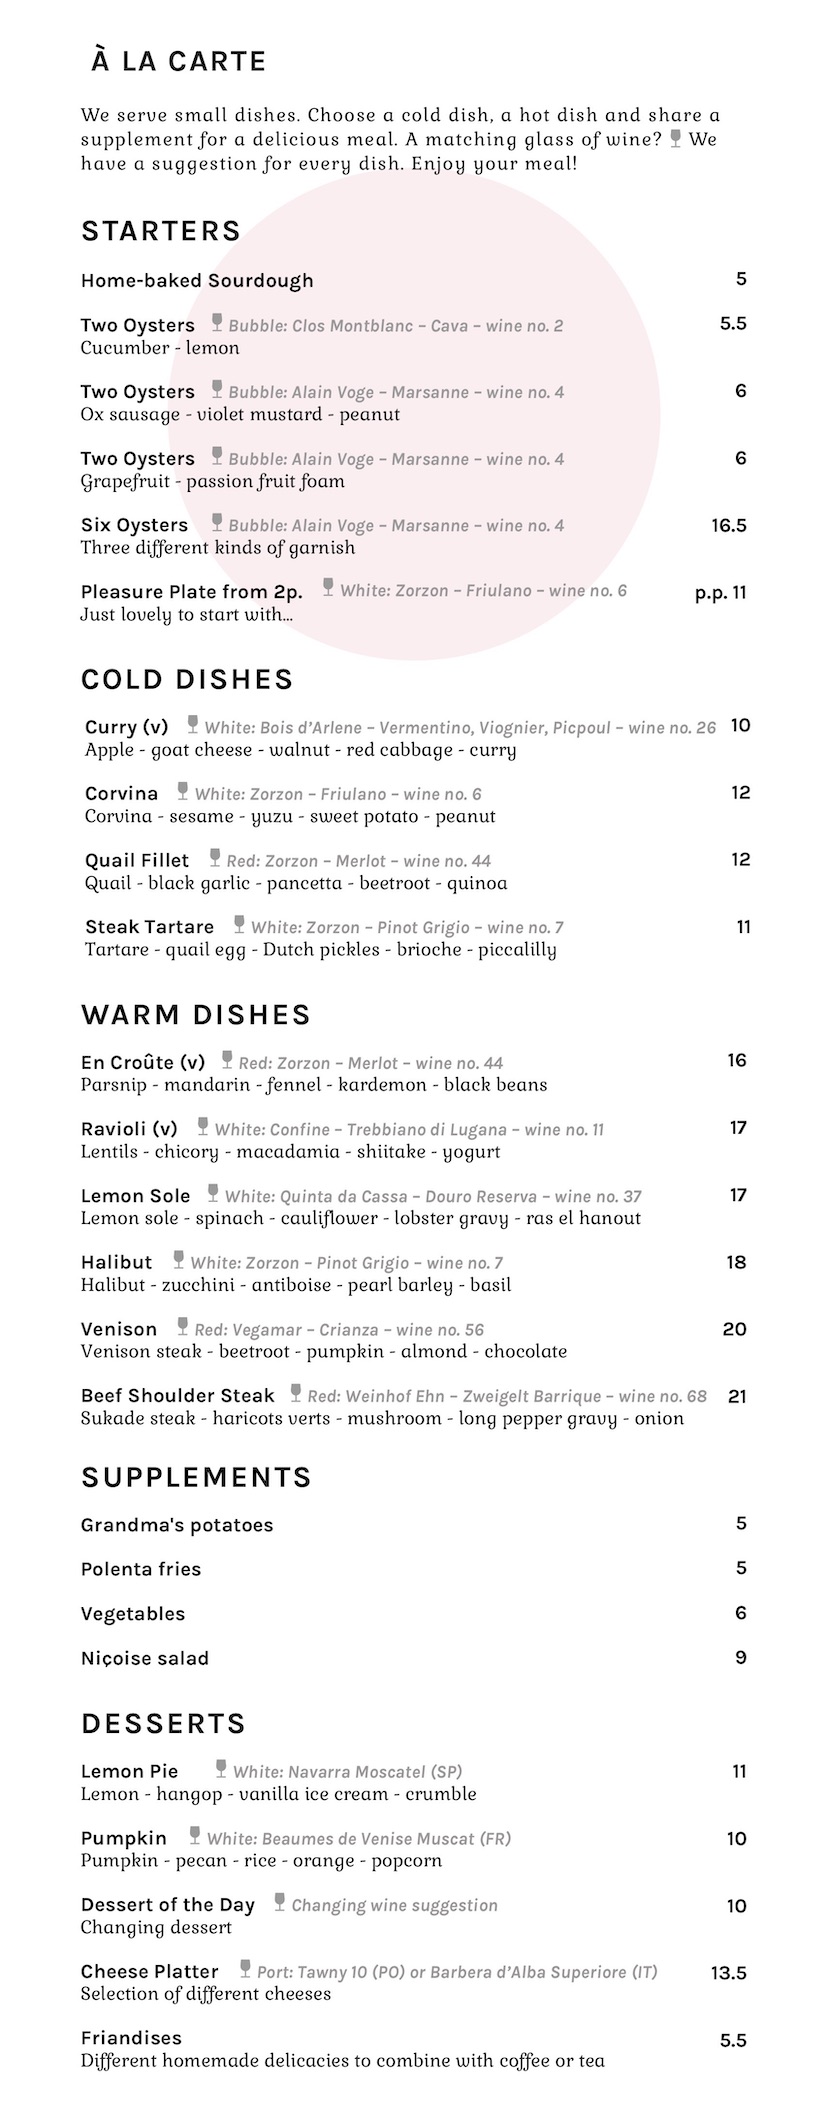 À LA CARTE
We serve small dishes. Choose a cold dish, a hot dish and share a
supplement for a delicious meal. A matching glass of wine? We
have a suggestion for every dish. Enjoy your meal!
STARTERS
Home-baked Sourdough 5
Two Oysters Bubble: Clos Montblanc – Cava – wine no. 2 5.5
Cucumber - lemon
Two Oysters Bubble: Alain Voge – Marsanne – wine no. 4 6
Ox sausage - violet mustard - peanut
Two Oysters Bubble: Alain Voge – Marsanne – wine no. 4 6
Grapefruit - passion fruit foam
Six Oysters Bubble: Alain Voge – Marsanne – wine no. 4 16.5
Three different kinds of garnish
Pleasure Plate from 2p. White: Zorzon – Friulano – wine no. 6 p.p. 11
Just lovely to start with...
COLD DISHES
Curry (v) White: Bois d’Arlene – Vermentino, Viognier, Picpoul – wine no. 26 10
Apple - goat cheese - walnut - red cabbage - curry
Corvina White: Zorzon – Friulano – wine no. 6 12
Corvina - sesame - yuzu - sweet potato - peanut
Quail Fillet Red: Zorzon – Merlot – wine no. 44 12
Quail - black garlic - pancetta - beetroot - quinoa
Steak Tartare White: Zorzon – Pinot Grigio – wine no. 7 11
Tartare - quail egg - Dutch pickles - brioche - piccalilly
WARM DISHES
En Croûte (v) Red: Zorzon – Merlot – wine no. 44 16
Parsnip - mandarin - fennel - kardemon - black beans
Ravioli (v) White: Confine – Trebbiano di Lugana – wine no. 11 17
Lentils - chicory - macadamia - shiitake - yogurt
Lemon Sole White: Quinta da Cassa – Douro Reserva – wine no. 37 17
Lemon sole - spinach - cauliflower - lobster gravy - ras el hanout
Halibut White: Zorzon – Pinot Grigio – wine no. 7 18
Halibut - zucchini - antiboise - pearl barley - basil
Venison Red: Vegamar – Crianza – wine no. 56 20
Venison steak - beetroot - pumpkin - almond - chocolate
Beef Shoulder Steak Red: Weinhof Ehn – Zweigelt Barrique – wine no. 68 21
Sukade steak - haricots verts - mushroom - long pepper gravy - onion
SUPPLEMENTS
Grandma's potatoes 5
Polenta fries 5
Vegetables 6
Niçoise salad 9
DESSERTS
Lemon Pie White: Navarra Moscatel (SP) 11
Lemon - hangop - vanilla ice cream - crumble
Pumpkin White: Beaumes de Venise Muscat (FR) 10
Pumpkin - pecan - rice - orange - popcorn
Dessert of the Day Changing wine suggestion 10
Changing dessert
Cheese Platter Port: Tawny 10 (PO) or Barbera d’Alba Superiore (IT) 13.5
Selection of different cheeses
Friandises 5.5
Different homemade delicacies to combine with coffee or tea